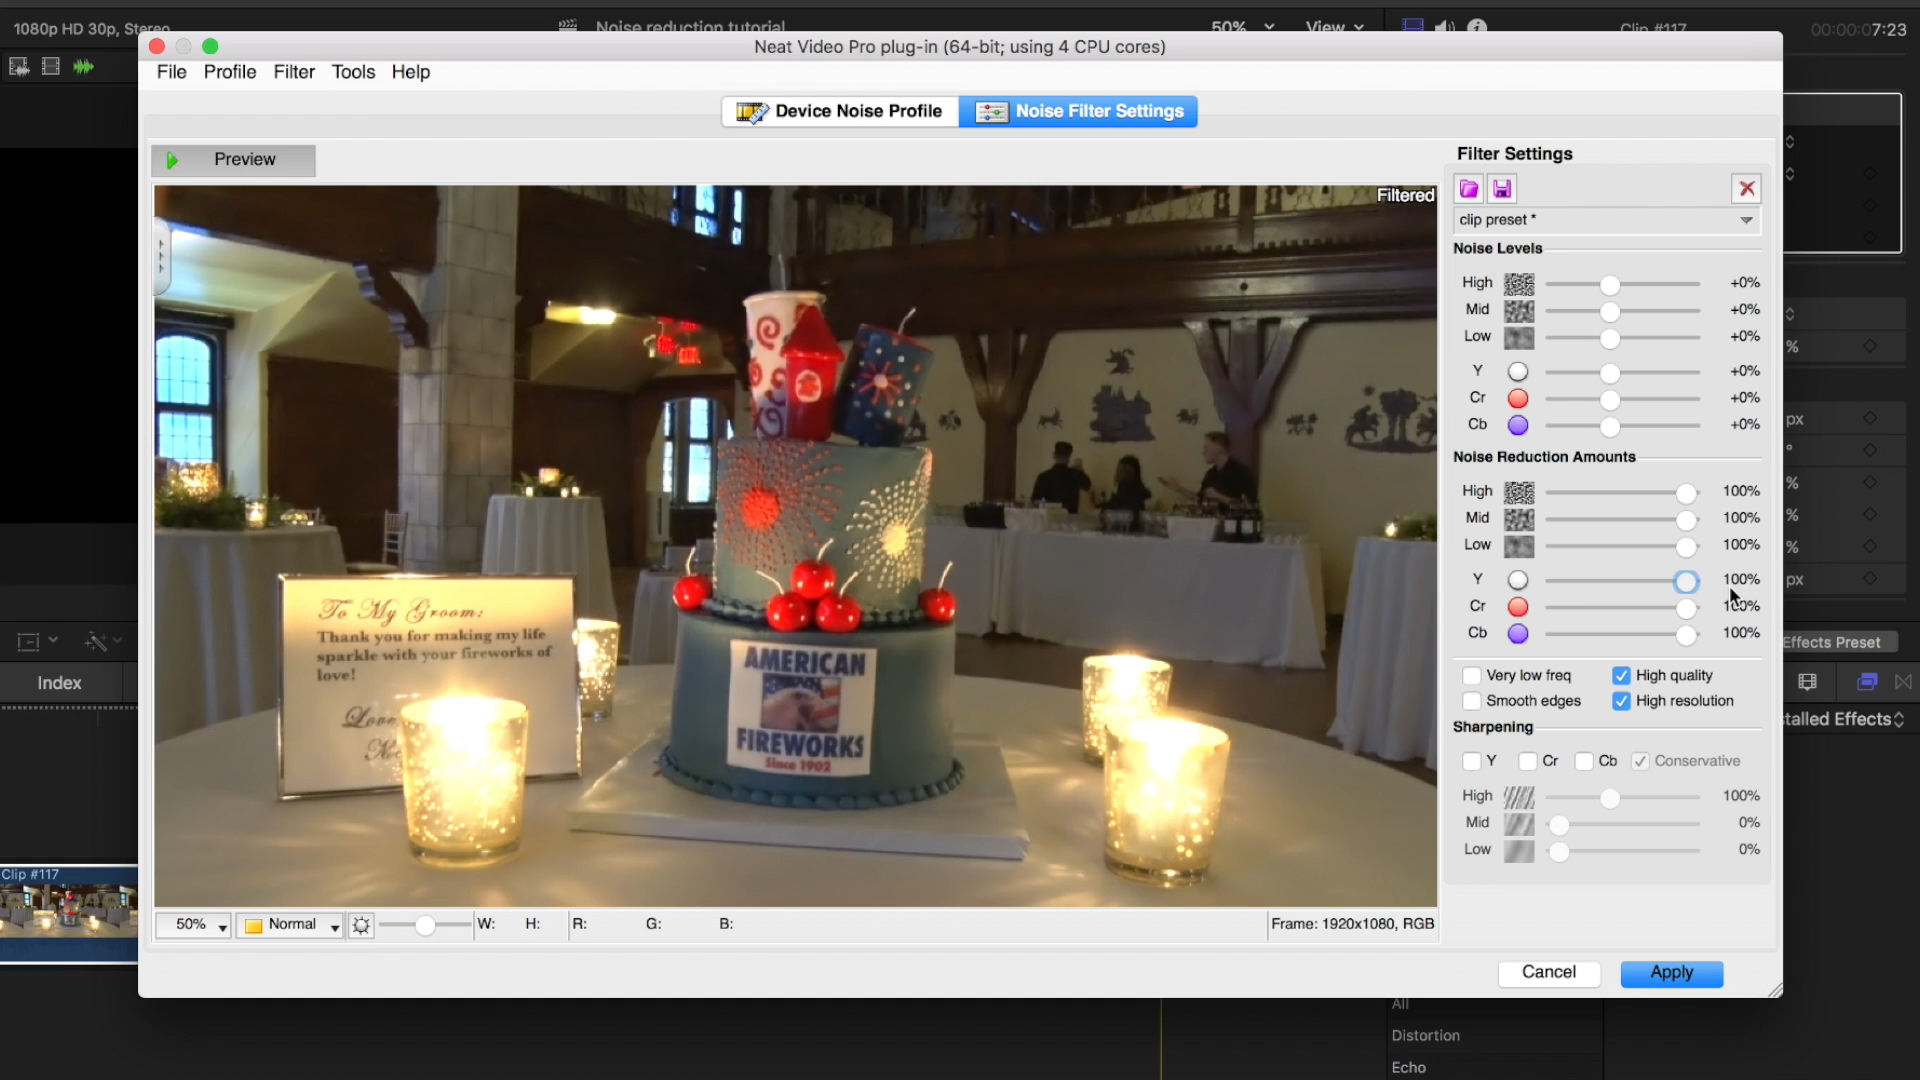 1080p HD 30p, Stereo
Noise reduction tutorial
50%
View
Clip #117
00:00:07:23
Neat Video Pro plug-in (64-bit; using 4 CPU cores)
File Profile Filter Tools Help
Device Noise Profile
Noise Filter Settings
Preview
Filtered
Filter Settings
clip preset *
Noise Levels
High +0%
Mid +0%
Low +0%
Y +0%
Cr +0%
Cb +0%
Noise Reduction Amounts
High 100%
Mid 100%
Low 100%
Y 100%
Cr 100%
Cb 100%
Very low freq
High quality
Smooth edges
High resolution
Sharpening
Y Cr Cb Conservative
High 100%
Mid 0%
Low 0%
To My Groom:
Thank you for making my life
sparkle with your fireworks of
love!
Love
AMERICAN
FIREWORKS
Since 1902
50%
Normal
W: H: R: G: B:
Frame: 1920x1080, RGB
Cancel
Apply
%
px
°
%
%
%
px
Effects Preset
Index
talled Effects
Clip #117
All
Distortion
Echo